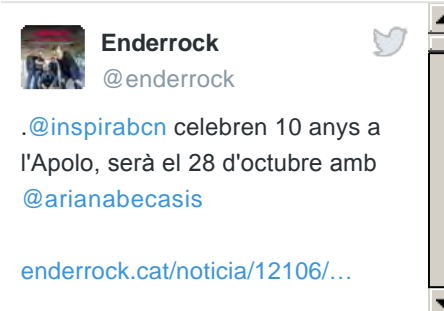 Enderrock
@enderrock
.@inspirabcn celebren 10 anys a
l'Apolo, serà el 28 d'octubre amb
@arianabecasis
enderrock.cat/noticia/12106/…